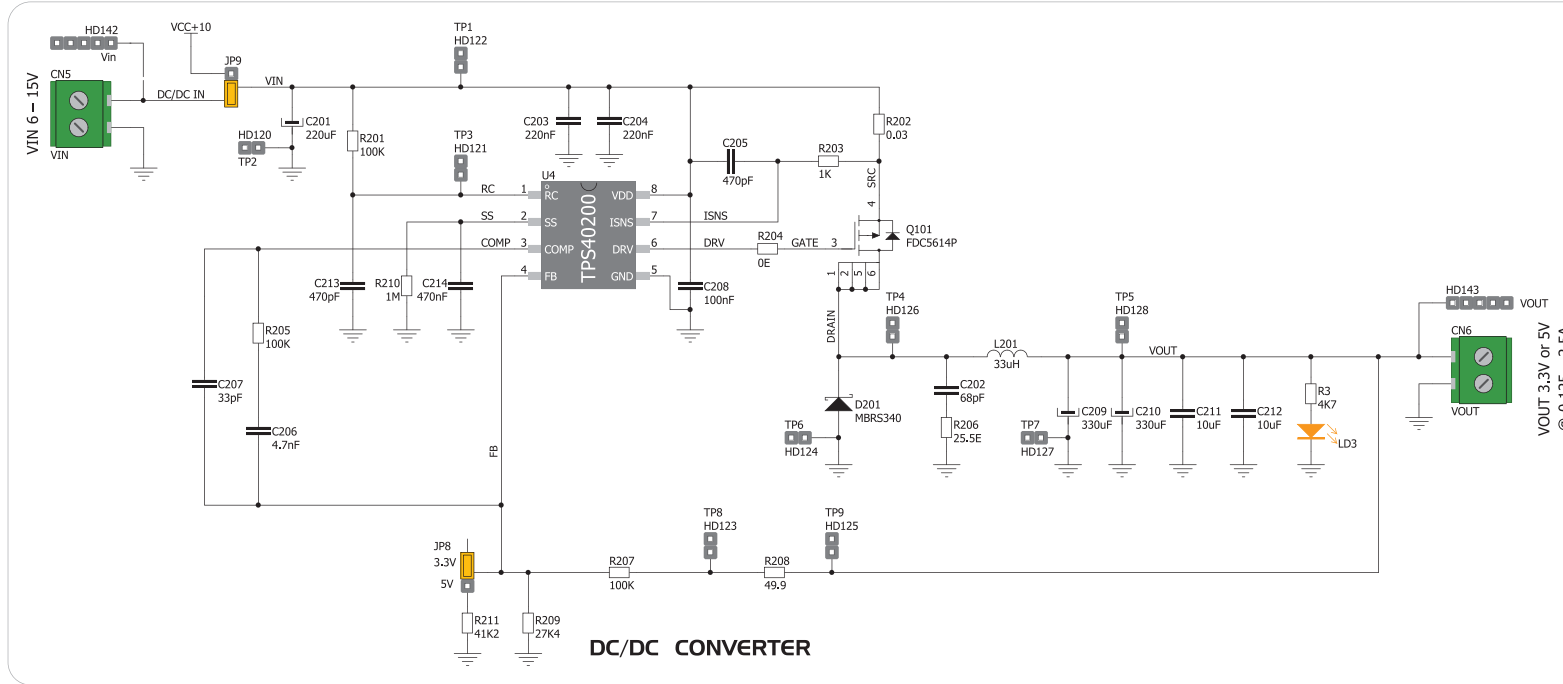 HD142
Vin
VCC+10
JP9
TP1
HD122
CN5
DC/DC IN
VIN
VIN 6 – 15V
VIN
C201
220uF
HD120
TP2
R201
100K
TP3
HD121
C203
220nF
C204
220nF
C205
470pF
R203
1K
R202
0.03
SRC
4
U4
RC
1
RC
VDD
8
SS
2
SS
ISNS
7
ISNS
COMP
3
COMP
DRV
6
DRV
4
FB
GND
5
TPS40200
R204
0E
GATE
3
Q101
FDC5614P
1
2
5
6
C213
470pF
R210
1M
C214
470nF
C208
100nF
DRAIN
TP4
HD126
TP5
HD128
HD143
VOUT
CN6
VOUT
VOUT 3.3V or 5V
R205
100K
L201
33uH
VOUT
C207
33pF
C206
4.7nF
C202
68pF
D201
MBRS340
R206
25.5E
TP6
HD124
TP7
HD127
C209
330uF
C210
330uF
C211
10uF
C212
10uF
R3
4K7
LD3
FB
TP8
HD123
TP9
HD125
JP8
3.3V
5V
R207
100K
R208
49.9
R211
41K2
R209
27K4
DC/DC CONVERTER